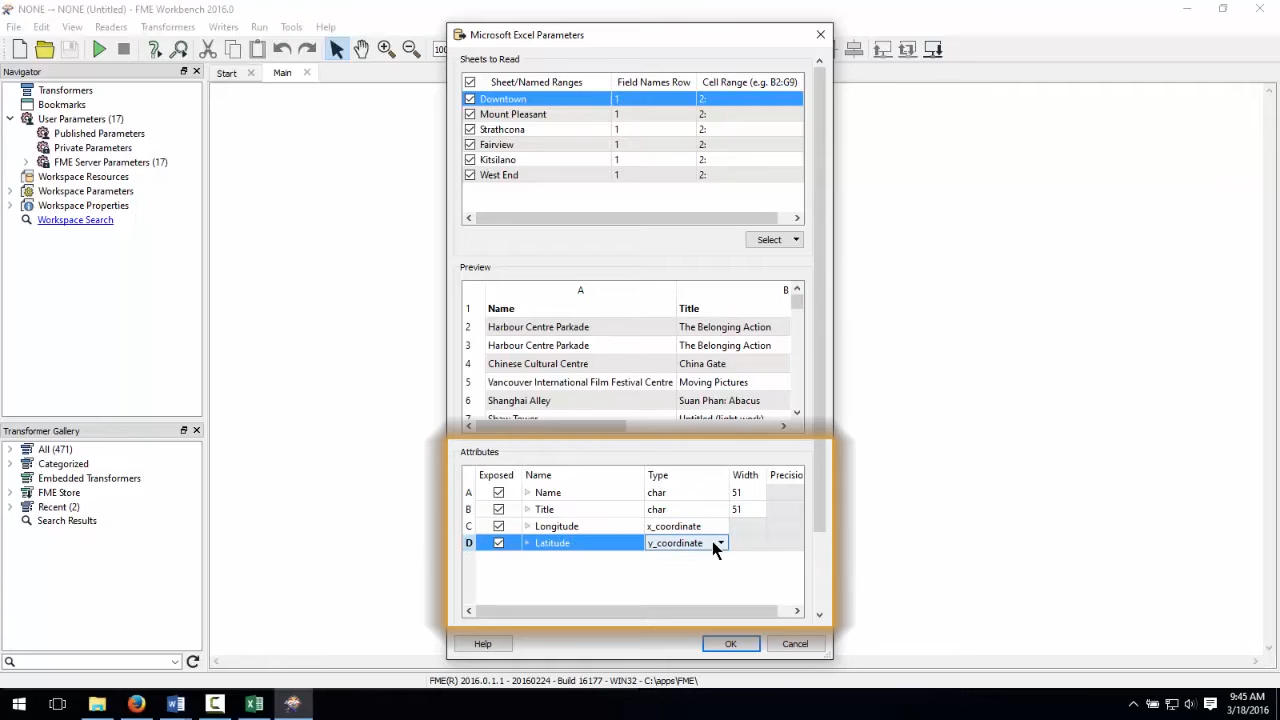 NONE → NONE (Untitled) - FME Workbench 2016.0
File Edit View Readers Transformers Writers Run Tools Help
100
Navigator
Transformers
Bookmarks
User Parameters (17)
Published Parameters
Private Parameters
FME Server Parameters (17)
Workspace Resources
Workspace Parameters
Workspace Properties
Workspace Search
Transformer Gallery
All (471)
Categorized
Embedded Transformers
FME Store
Recent (2)
Search Results
Start Main
Microsoft Excel Parameters
Sheets to Read
Sheet/Named Ranges Field Names Row Cell Range (e.g. B2:G9)
Downtown 1 2:
Mount Pleasant 1 2:
Strathcona 1 2:
Fairview 1 2:
Kitsilano 1 2:
West End 1 2:
Select
Preview
A B
1 Name Title
2 Harbour Centre Parkade The Belonging Action
3 Harbour Centre Parkade The Belonging Action
4 Chinese Cultural Centre China Gate
5 Vancouver International Film Festival Centre Moving Pictures
6 Shanghai Alley Suan Phan: Abacus
7 Shaw Tower Untitled (light work)
Attributes
Exposed Name Type Width Precisio
A Name char 51
B Title char 51
C Longitude x_coordinate
D Latitude y_coordinate
Help OK Cancel
FME(R) 2016.0.1.1 - 20160224 - Build 16177 - WIN32 - C:\apps\FME\
9:45 AM
3/18/2016